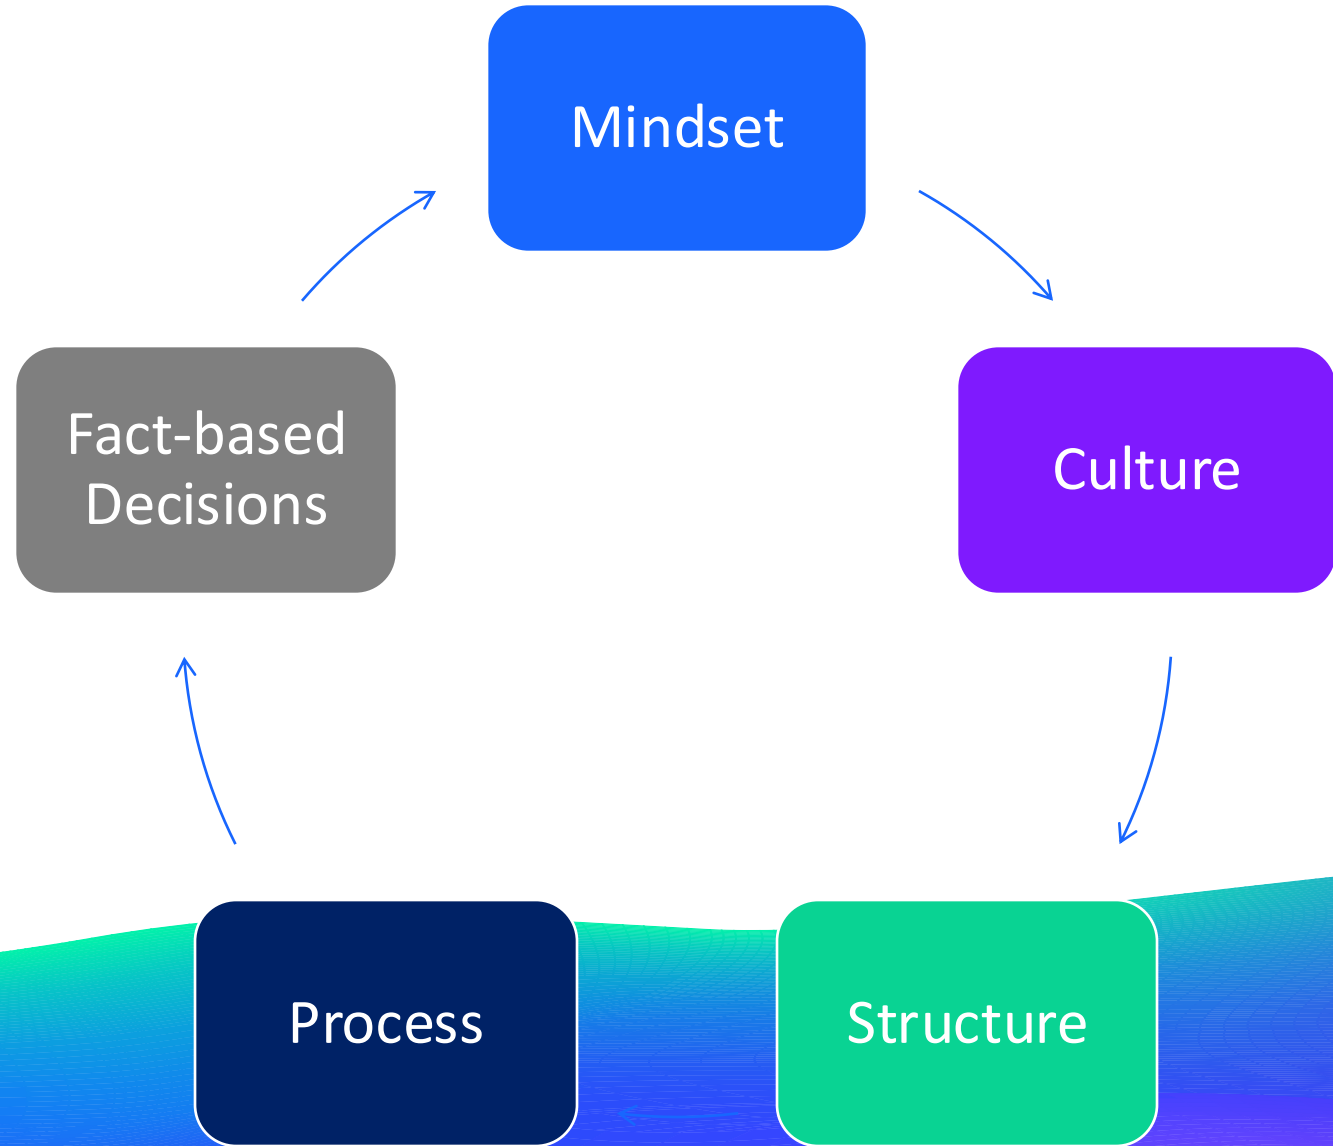 Mindset
Culture
Structure
Process
Fact-based
Decisions